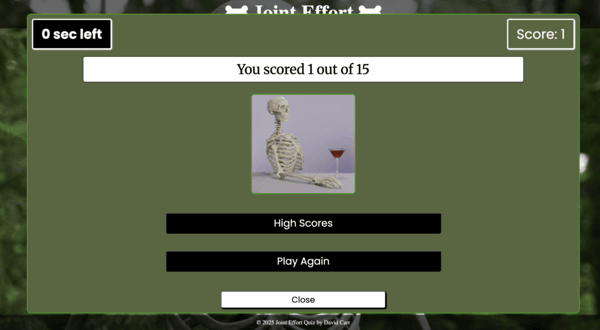 Joint Effort
0 sec left
Score: 1
You scored 1 out of 15
High Scores
Play Again
Close
© 2025 Joint Effort Quiz by David Carr